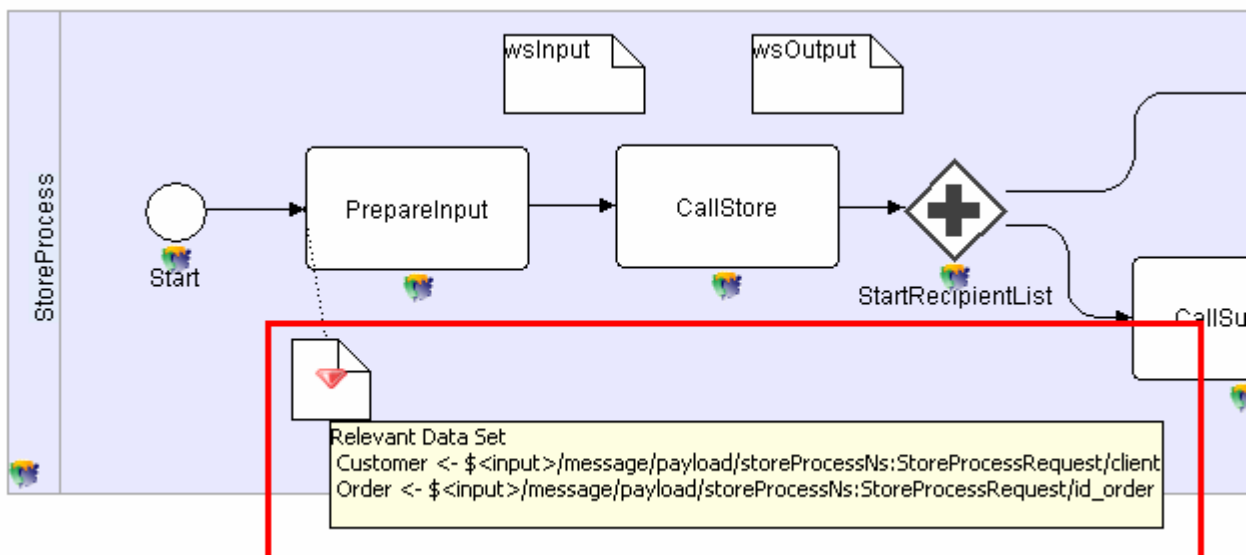 wsInput
wsOutput
StoreProcess
PrepareInput
CallStore
Start
StartRecipientList
CallSu
Relevant Data Set
Customer <- $<input>/message/payload/storeProcessNs:StoreProcessRequest/client
Order <- $<input>/message/payload/storeProcessNs:StoreProcessRequest/id_order